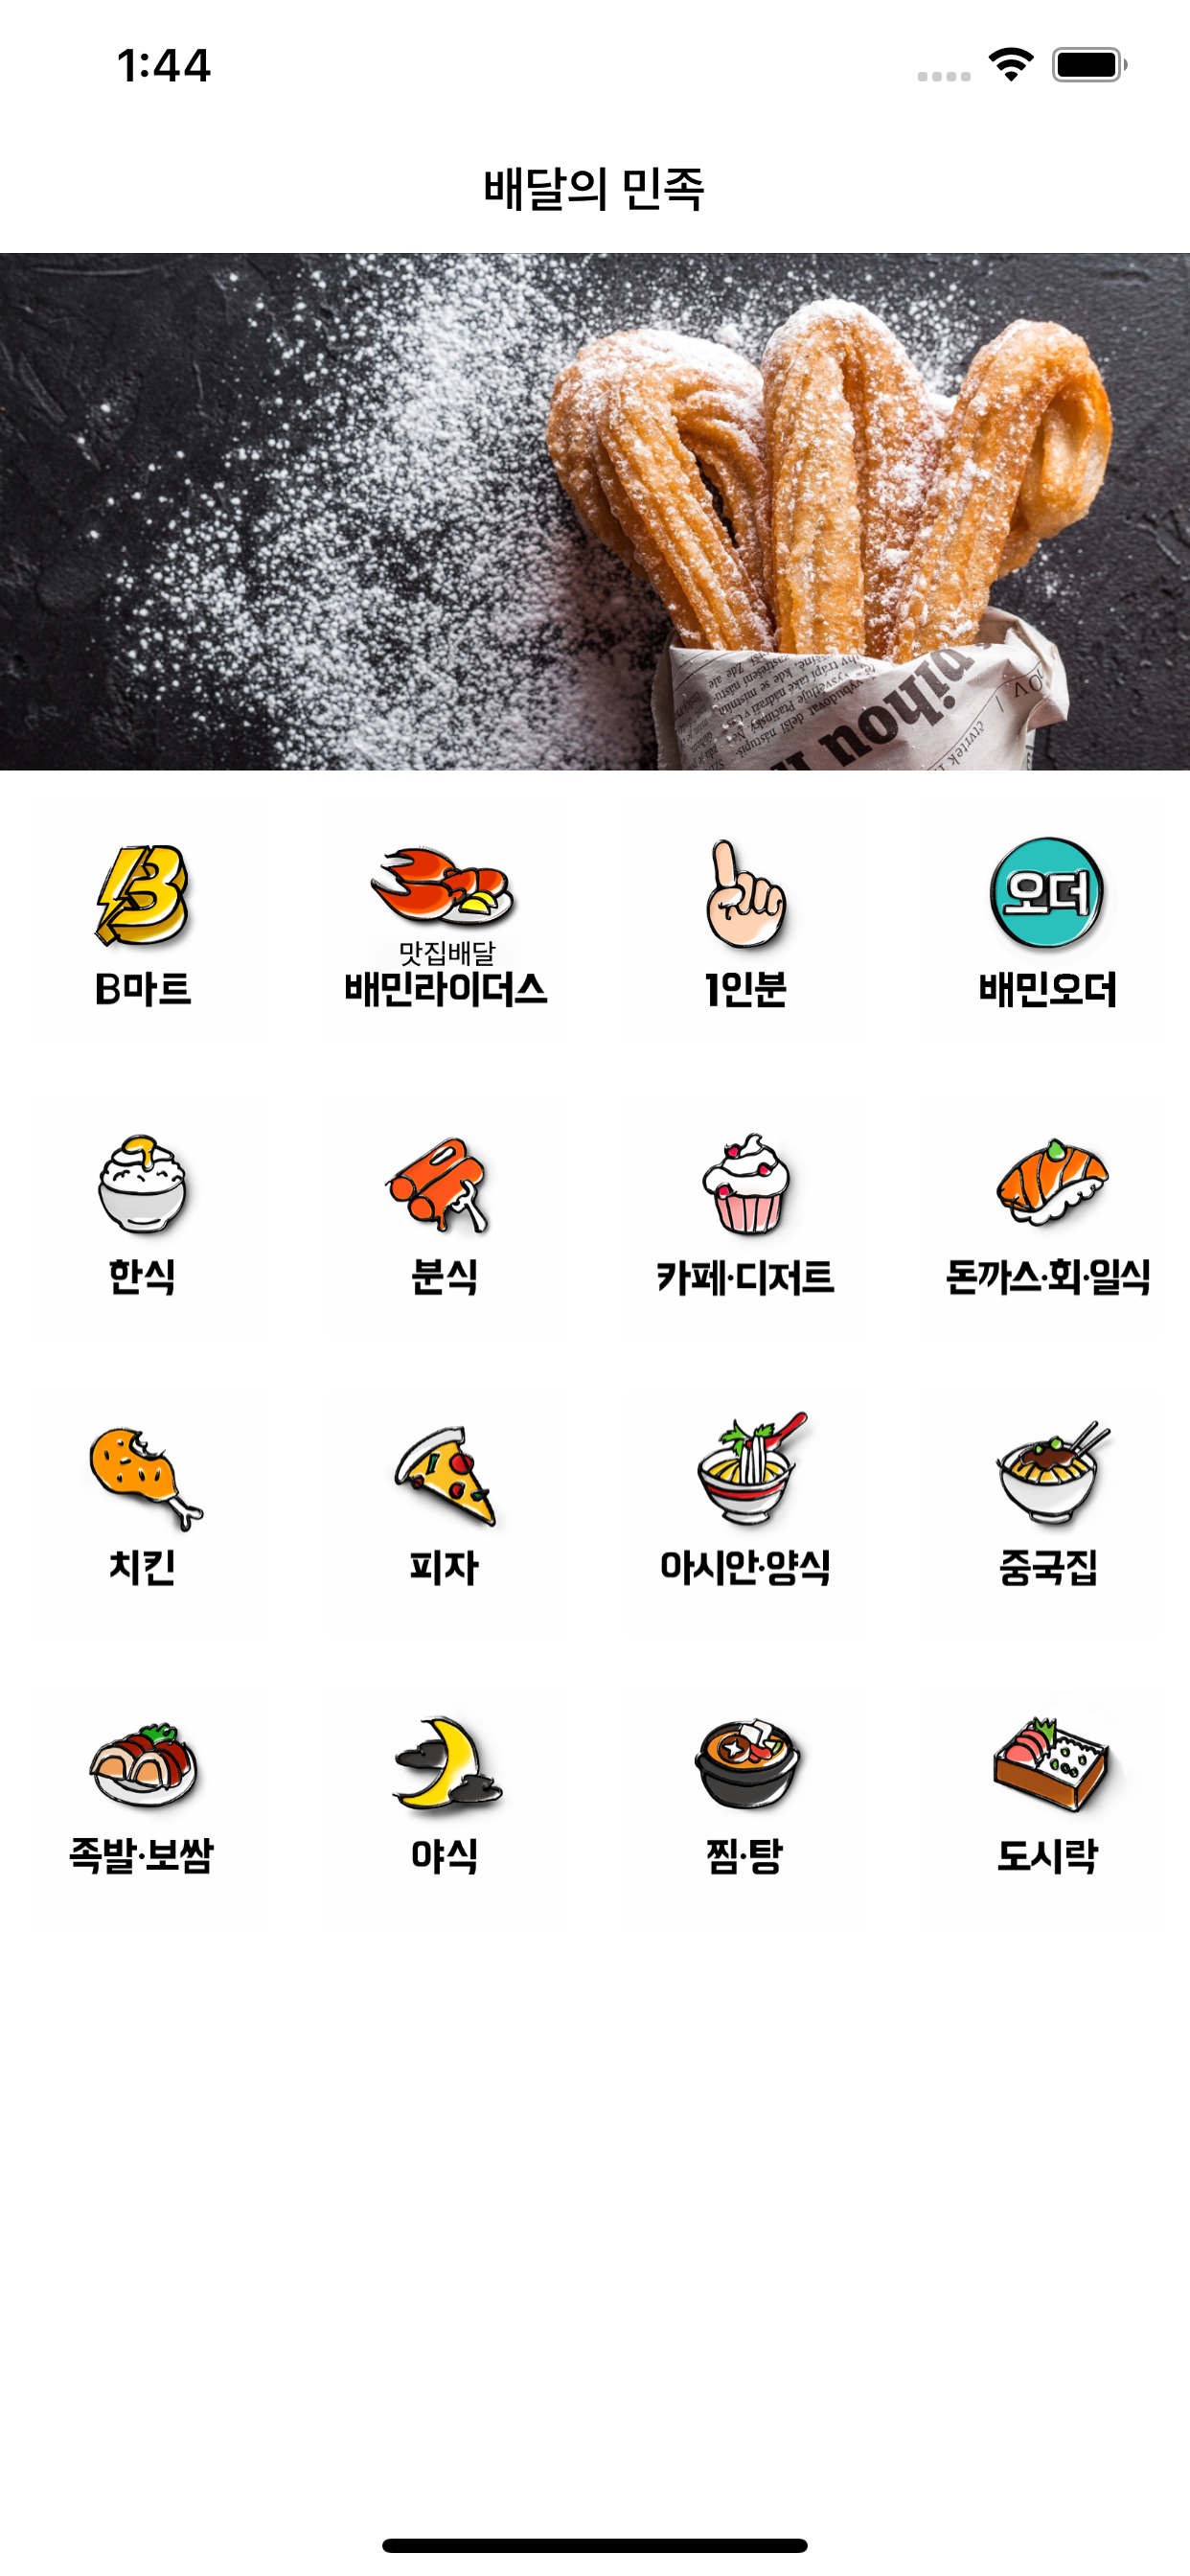 1:44
배달의 민족
pihou
오더
맛집배달
B마트
배민라이더스
1인분
배민오더
한식
분식
카페·디저트
돈까스·회·일식
치킨
피자
아시안·양식
중국집
족발·보쌈
야식
찜·탕
도시락